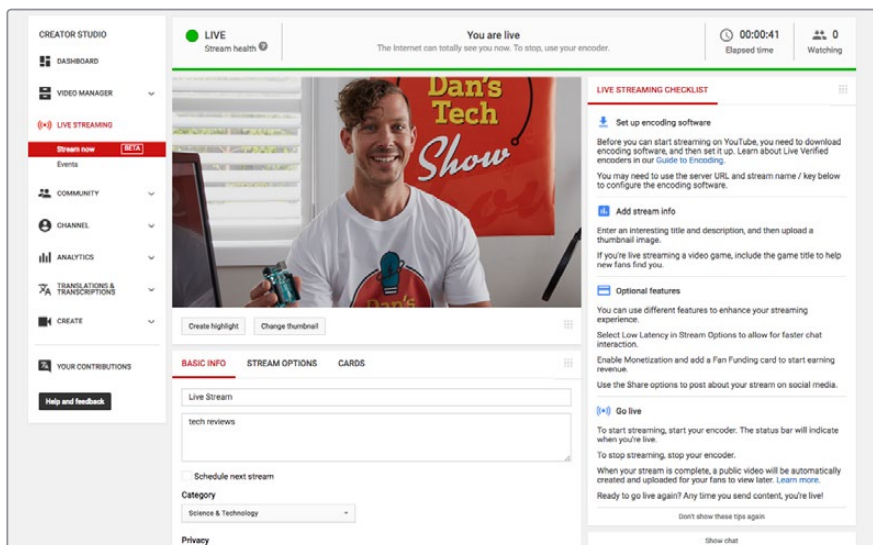 CREATOR STUDIO
DASHBOARD
VIDEO MANAGER
LIVE STREAMING
Stream now BETA
Events
COMMUNITY
CHANNEL
ANALYTICS
TRANSLATIONS &
TRANSCRIPTIONS
CREATE
YOUR CONTRIBUTIONS
Help and feedback
LIVE
Stream health ?
You are live
The Internet can totally see you now. To stop, use your encoder.
00:00:41
Elapsed time
0
Watching
Dan's
Tech
Show
Dan's
Create highlight
Change thumbnail
BASIC INFO STREAM OPTIONS CARDS
Live Stream
tech reviews
Schedule next stream
Category
Science & Technology
Privacy
LIVE STREAMING CHECKLIST
Set up encoding software
Before you can start streaming on YouTube, you need to download
encoding software, and then set it up. Learn about Live Verified
encoders in our Guide to Encoding.
You may need to use the server URL and stream name / key below
to configure the encoding software.
Add stream info
Enter an interesting title and description, and then upload a
thumbnail image.
If you're live streaming a video game, include the game title to help
new fans find you.
Optional features
You can use different features to enhance your streaming
experience.
Select Low Latency in Stream Options to allow for faster chat
interaction.
Enable Monetization and add a Fan Funding card to start earning
revenue.
Use the Share options to post about your stream on social media.
Go live
To start streaming, start your encoder. The status bar will indicate
when you're live.
To stop streaming, stop your encoder.
When your stream is complete, a public video will be automatically
created and uploaded for your fans to view later. Learn more.
Ready to go live again? Any time you send content, you're live!
Don't show these tips again
Show chat